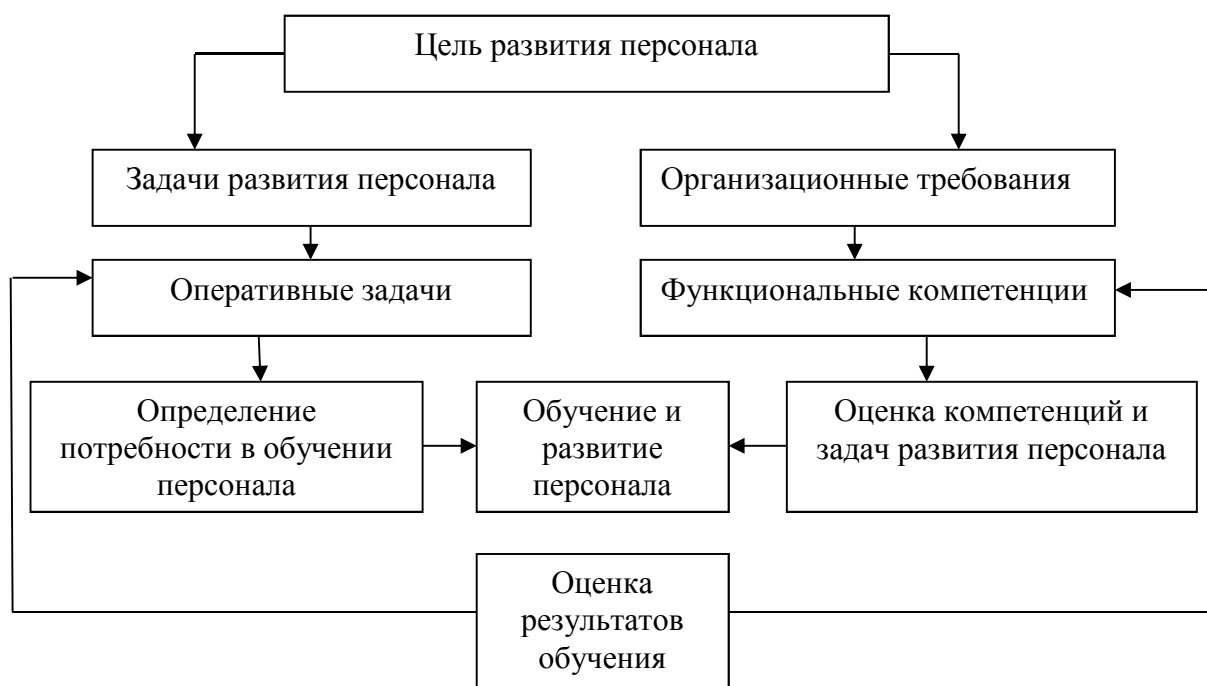 Цель развития персонала
Задачи развития персонала
Организационные требования
Оперативные задачи
Функциональные компетенции
Определение
потребности в обучении
персонала
Обучение и
развитие
персонала
Оценка компетенций и
задач развития персонала
Оценка
результатов
обучения